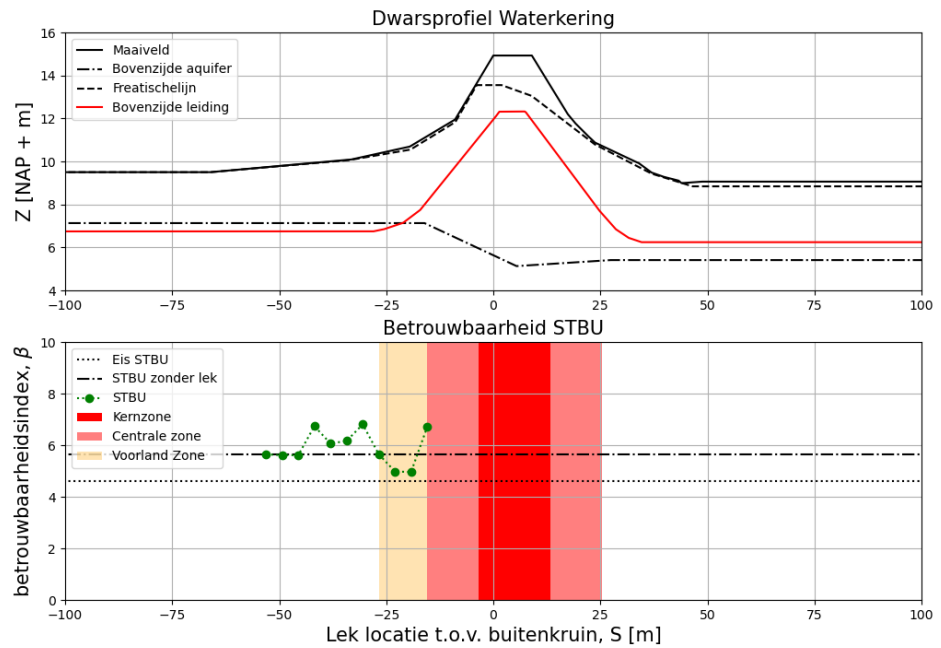 Dwarsprofiel Waterkering
Z [NAP + m]
16
14
12
10
8
6
4
Maaiveld
Bovenzijde aquifer
Freatischelijn
Bovenzijde leiding
−100
−75
−50
−25
0
25
50
75
100
Betrouwbaarheid STBU
betrouwbaarheidsindex, β
10
8
6
4
2
0
Eis STBU
STBU zonder lek
STBU
Kernzone
Centrale zone
Voorland Zone
−100
−75
−50
−25
0
25
50
75
100
Lek locatie t.o.v. buitenkruin, S [m]